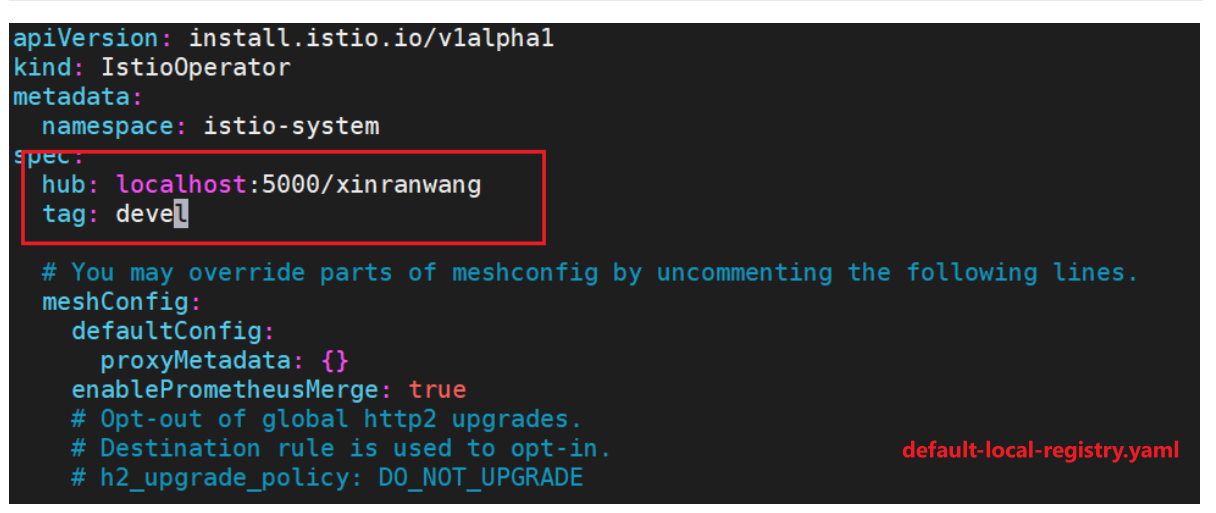 apiVersion: install.istio.io/v1alpha1
kind: IstioOperator
metadata:
  namespace: istio-system
spec:
  hub: localhost:5000/xinranwang
  tag: devel

  # You may override parts of meshconfig by uncommenting the following lines.
  meshConfig:
    defaultConfig:
      proxyMetadata: {}
    enablePrometheusMerge: true
    # Opt-out of global http2 upgrades.
    # Destination rule is used to opt-in.
    # h2_upgrade_policy: DO_NOT_UPGRADE
default-local-registry.yaml